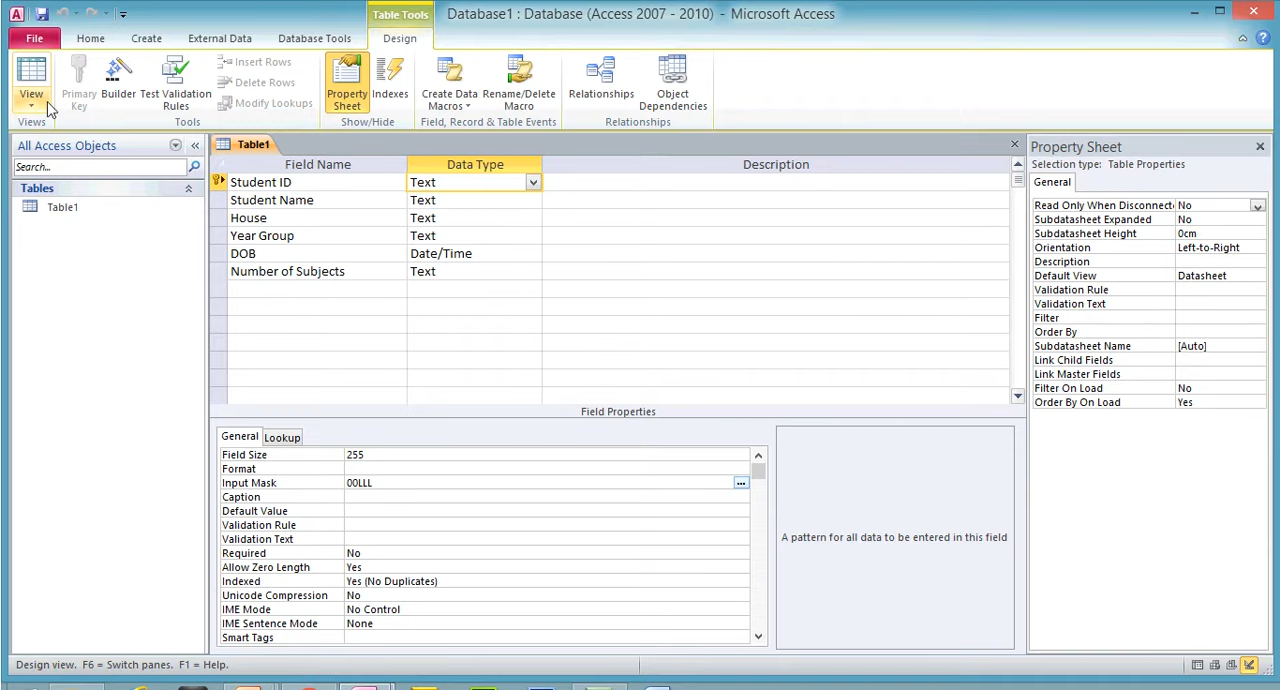 A
Table Tools
Database1 : Database (Access 2007 - 2010) - Microsoft Access
File
Home
Create
External Data
Database Tools
Design
View
Primary Key
Builder
Test Validation Rules
Insert Rows
Delete Rows
Modify Lookups
Property Sheet
Indexes
Create Data Macros
Rename/Delete Macro
Relationships
Object Dependencies
Views
Tools
Show/Hide
Field, Record & Table Events
Relationships
All Access Objects
Search...
Tables
Table1
Table1
Field Name
Data Type
Description
Student ID
Text
Student Name
Text
House
Text
Year Group
Text
DOB
Date/Time
Number of Subjects
Text
Field Properties
General
Lookup
Field Size
255
Format
Input Mask
00LLL
...
Caption
Default Value
Validation Rule
Validation Text
Required
No
Allow Zero Length
Yes
Indexed
Yes (No Duplicates)
Unicode Compression
No
IME Mode
No Control
IME Sentence Mode
None
Smart Tags
A pattern for all data to be entered in this field
Property Sheet
Selection type: Table Properties
General
Read Only When Disconnect
No
Subdatasheet Expanded
No
Subdatasheet Height
0cm
Orientation
Left-to-Right
Description
Default View
Datasheet
Validation Rule
Validation Text
Filter
Order By
Subdatasheet Name
[Auto]
Link Child Fields
Link Master Fields
Filter On Load
No
Order By On Load
Yes
Design view. F6 = Switch panes. F1 = Help.